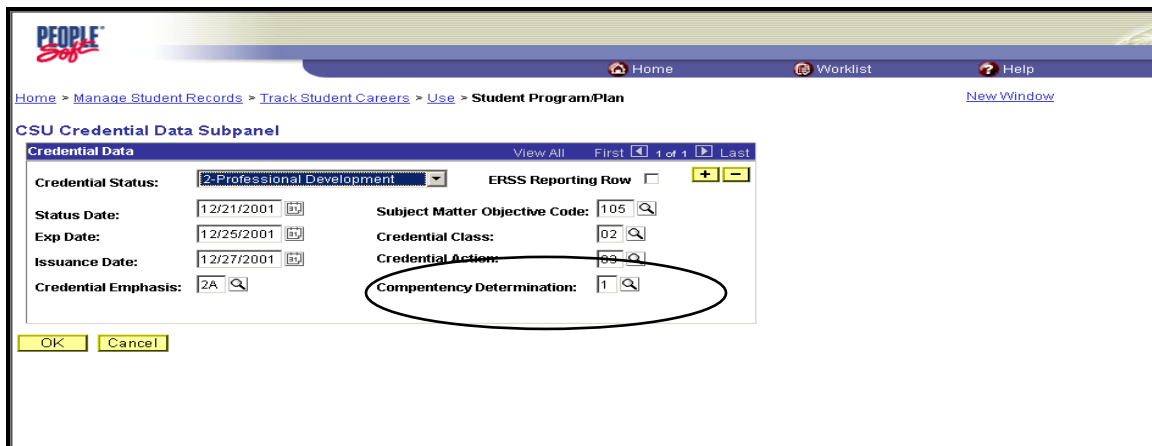 PEOPLE
Soft
Home Worklist Help
Home > Manage Student Records > Track Student Careers > Use > Student Program/Plan New Window
CSU Credential Data Subpanel
Credential Data View All First 1 of 1 Last
Credential Status: 2-Professional Development ERSS Reporting Row + −
Status Date: 12/21/2001 Subject Matter Objective Code: 105
Exp Date: 12/25/2001 Credential Class: 02
Issuance Date: 12/27/2001 Credential Action: 03
Credential Emphasis: 2A Compentency Determination: 1
OK Cancel